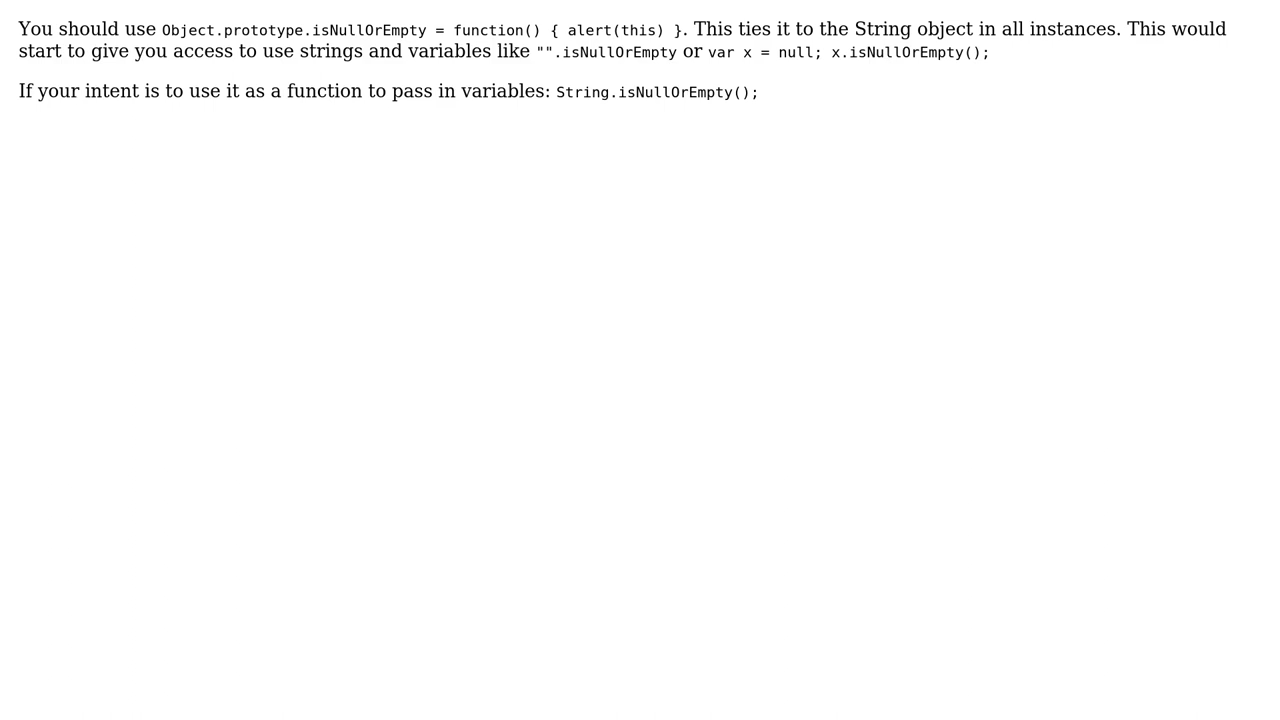 You should use Object.prototype.isNullOrEmpty = function() { alert(this) }. This ties it to the String object in all instances. This would
start to give you access to use strings and variables like "".isNullOrEmpty or var x = null; x.isNullOrEmpty();
If your intent is to use it as a function to pass in variables: String.isNullOrEmpty();